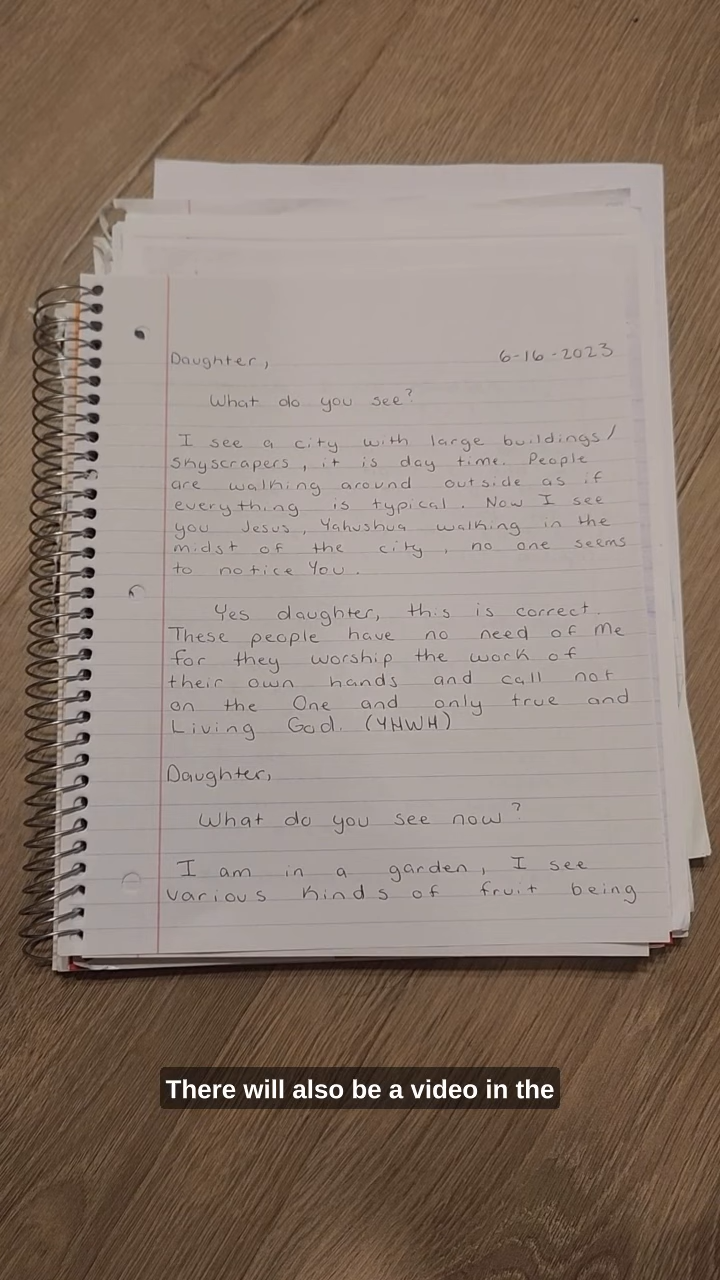 Daughter, 6-16-2023
What do you see?
I see a city with large buildings/
skyscrapers, it is day time. People
are walking around outside as if
everything is typical. Now I see
you Jesus, Yahushua walking in the
midst of the city, no one seems
to notice You.
Yes daughter, this is correct.
These people have no need of Me
for they worship the work of
their own hands and call not
on the One and only true and
Living God. (YHWH)
Daughter,
What do you see now?
I am in a garden, I see
various kinds of fruit being
There will also be a video in the